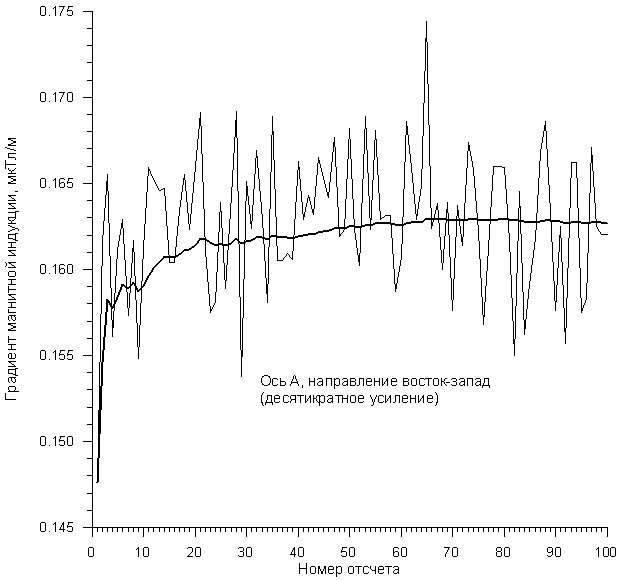 Градиент магнитной индукции, мкТл/м
0.175
0.170
0.165
0.160
0.155
0.150
0.145
Ось А, направление восток-запад
(десятикратное усиление)
0 10 20 30 40 50 60 70 80 90 100
Номер отсчета